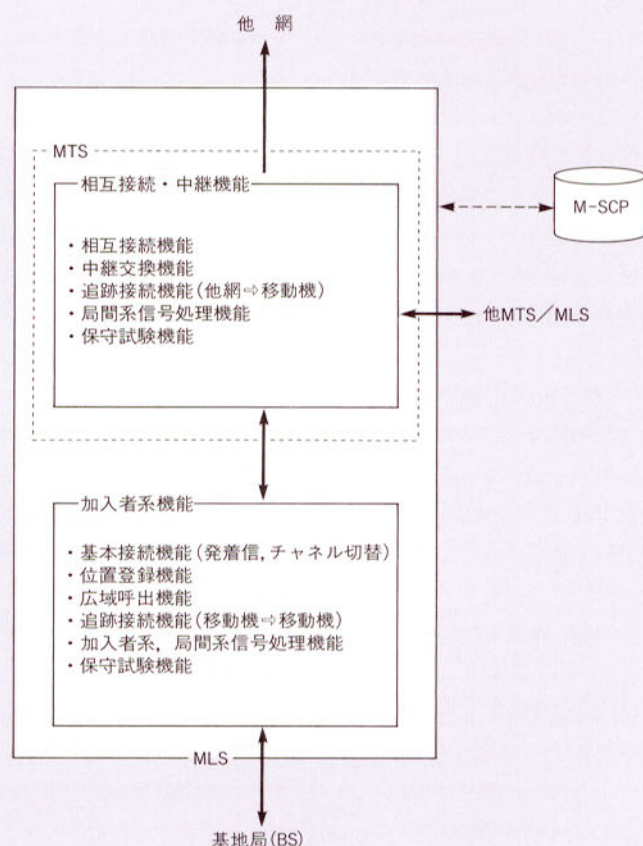 他 網
MTS
相互接続・中継機能
M-SCP
・相互接続機能
・中継交換機能
・追跡接続機能(他網⇨移動機)
・局間系信号処理機能
・保守試験機能
他MTS/MLS
加入者系機能
・基本接続機能(発着信,チャネル切替)
・位置登録機能
・広域呼出機能
・追跡接続機能(移動機⇨移動機)
・加入者系,局間系信号処理機能
・保守試験機能
MLS
基地局(BS)